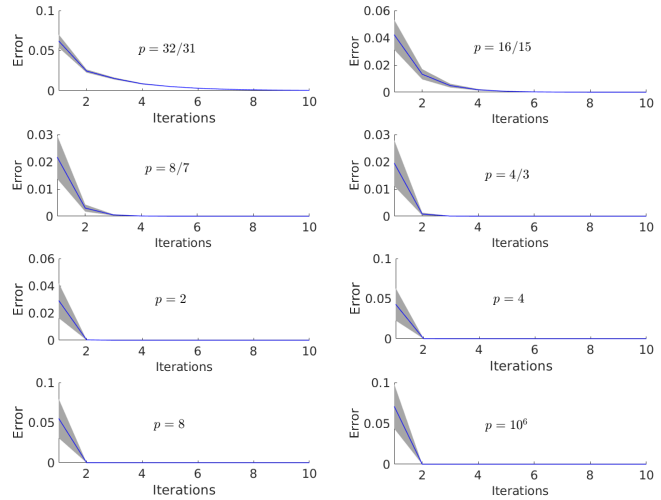 0.1
0.05
0
Error
p = 32/31
2 4 6 8 10
Iterations
0.06
0.04
0.02
0
Error
p = 16/15
2 4 6 8 10
Iterations
0.03
0.02
0.01
0
Error
p = 8/7
2 4 6 8 10
Iterations
0.03
0.02
0.01
0
Error
p = 4/3
2 4 6 8 10
Iterations
0.06
0.04
0.02
0
Error
p = 2
2 4 6 8 10
Iterations
0.1
0.05
0
Error
p = 4
2 4 6 8 10
Iterations
0.1
0.05
0
Error
p = 8
2 4 6 8 10
Iterations
0.1
0.05
0
Error
p = 10⁶
2 4 6 8 10
Iterations